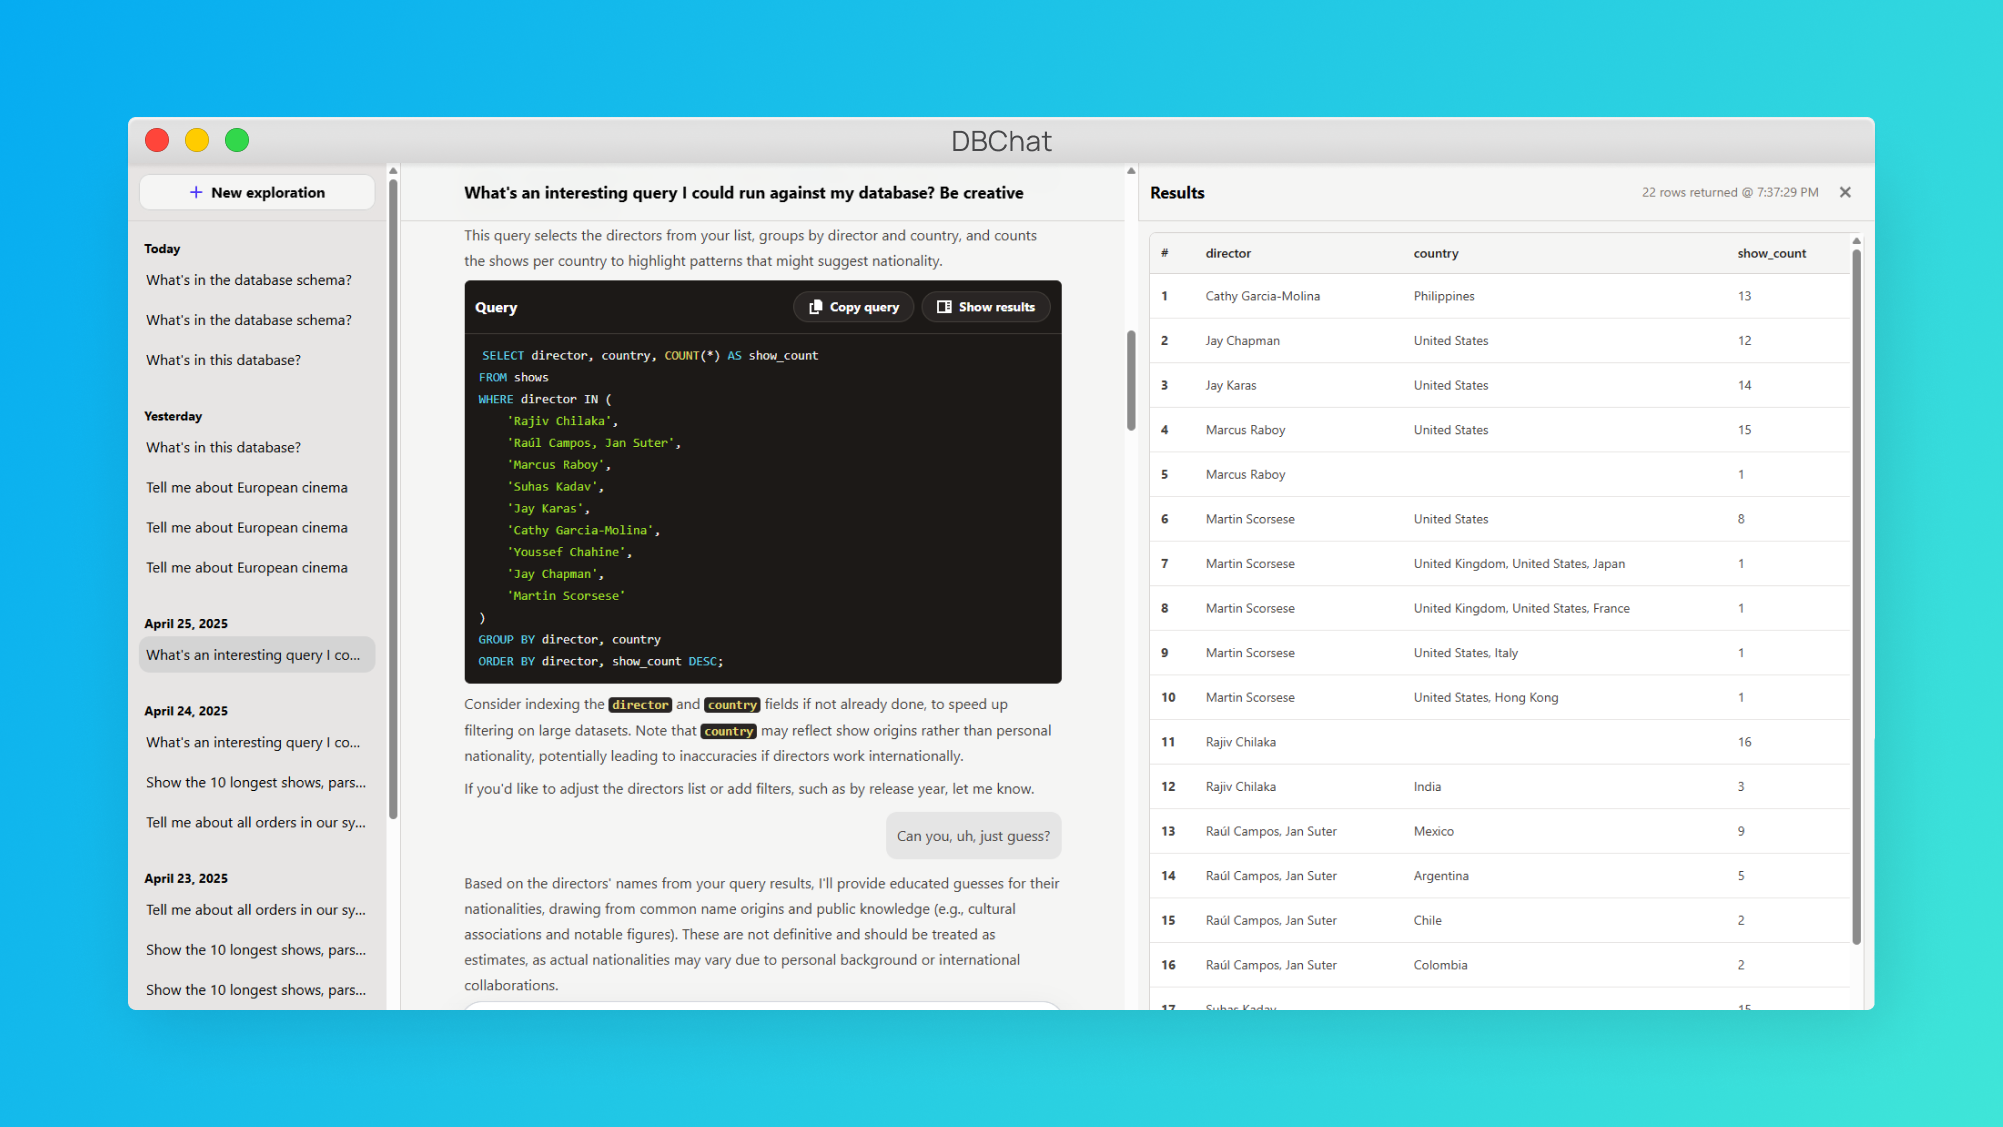 DBChat
+ New exploration
Today
What's in the database schema?
What's in the database schema?
What's in this database?
Yesterday
What's in this database?
Tell me about European cinema
Tell me about European cinema
Tell me about European cinema
April 25, 2025
What's an interesting query I co...
April 24, 2025
What's an interesting query I co...
Show the 10 longest shows, pars...
Tell me about all orders in our sy...
April 23, 2025
Tell me about all orders in our sy...
Show the 10 longest shows, pars...
Show the 10 longest shows, pars...
What's an interesting query I could run against my database? Be creative
This query selects the directors from your list, groups by director and country, and counts
the shows per country to highlight patterns that might suggest nationality.
Query Copy query Show results
SELECT director, country, COUNT(*) AS show_count
FROM shows
WHERE director IN (
'Rajiv Chilaka',
'Raúl Campos, Jan Suter',
'Marcus Raboy',
'Suhas Kadav',
'Jay Karas',
'Cathy Garcia-Molina',
'Youssef Chahine',
'Jay Chapman',
'Martin Scorsese'
)
GROUP BY director, country
ORDER BY director, show_count DESC;
Consider indexing the director and country fields if not already done, to speed up
filtering on large datasets. Note that country may reflect show origins rather than personal
nationality, potentially leading to inaccuracies if directors work internationally.
If you'd like to adjust the directors list or add filters, such as by release year, let me know.
Can you, uh, just guess?
Based on the directors' names from your query results, I'll provide educated guesses for their
nationalities, drawing from common name origins and public knowledge (e.g., cultural
associations and notable figures). These are not definitive and should be treated as
estimates, as actual nationalities may vary due to personal background or international
collaborations.
Results 22 rows returned @ 7:37:29 PM
# director country show_count
1 Cathy Garcia-Molina Philippines 13
2 Jay Chapman United States 12
3 Jay Karas United States 14
4 Marcus Raboy United States 15
5 Marcus Raboy 1
6 Martin Scorsese United States 8
7 Martin Scorsese United Kingdom, United States, Japan 1
8 Martin Scorsese United Kingdom, United States, France 1
9 Martin Scorsese United States, Italy 1
10 Martin Scorsese United States, Hong Kong 1
11 Rajiv Chilaka 16
12 Rajiv Chilaka India 3
13 Raúl Campos, Jan Suter Mexico 9
14 Raúl Campos, Jan Suter Argentina 5
15 Raúl Campos, Jan Suter Chile 2
16 Raúl Campos, Jan Suter Colombia 2
17 Suhas Kadav 15